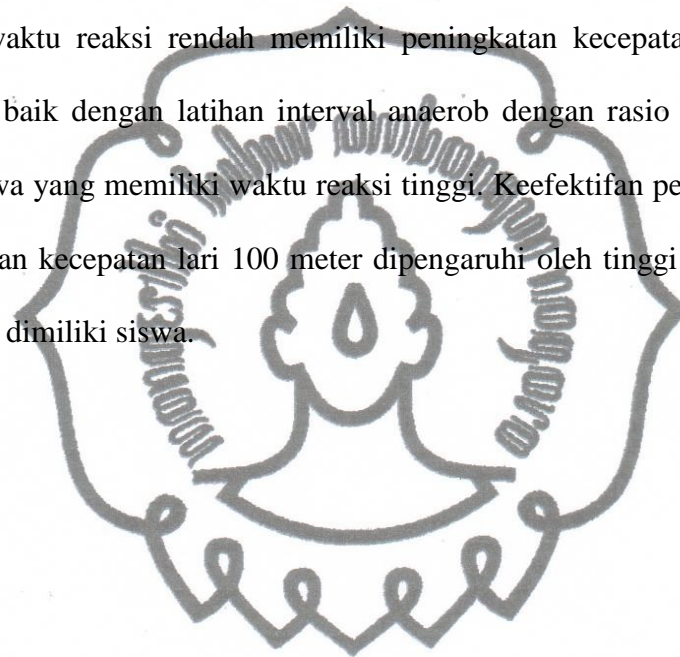 waktu reaksi rendah memiliki peningkatan kecepata
baik dengan latihan interval anaerob dengan rasio
wa yang memiliki waktu reaksi tinggi. Keefektifan pe
an kecepatan lari 100 meter dipengaruhi oleh tinggi
dimiliki siswa.